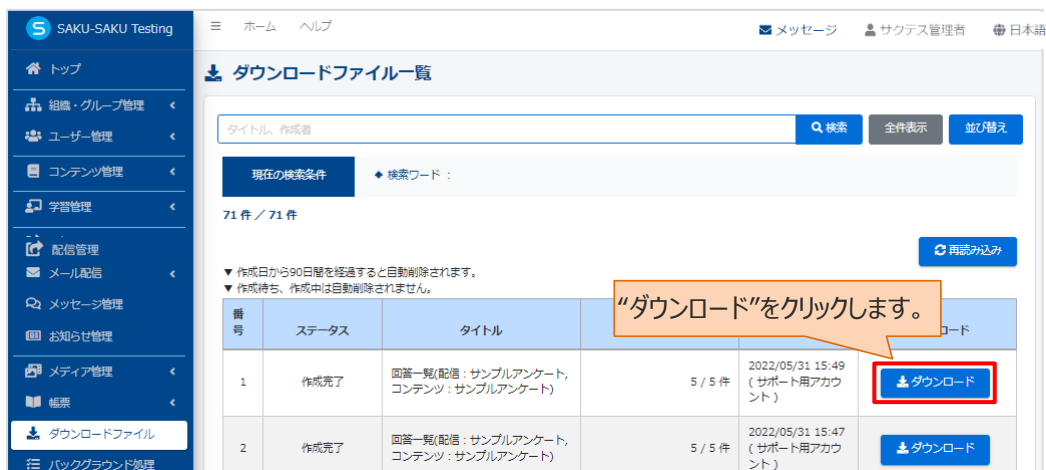 SAKU-SAKU Testing
ホーム ヘルプ
メッセージ サクテス管理者 日本語
トップ
組織・グループ管理
ユーザー管理
コンテンツ管理
学習管理
配信管理
メール配信
メッセージ管理
お知らせ管理
メディア管理
帳票
ダウンロードファイル
バックグラウンド処理
ダウンロードファイル一覧
タイトル、作成者
検索 全件表示 並び替え
現在の検索条件 ◆ 検索ワード :
71 件 / 71 件
再読み込み
▼ 作成日から90日間を経過すると自動削除されます。
▼ 作成待ち、作成中は自動削除されません。
“ダウンロード”をクリックします。
番号 ステータス タイトル ード
1 作成完了 回答一覧(配信 : サンプルアンケート,
コンテンツ : サンプルアンケート) 5 / 5 件 2022/05/31 15:49
( サポート用アカウ
ント ) ダウンロード
2 作成完了 回答一覧(配信 : サンプルアンケート,
コンテンツ : サンプルアンケート) 5 / 5 件 2022/05/31 15:47
( サポート用アカウ
ント ) ダウンロード